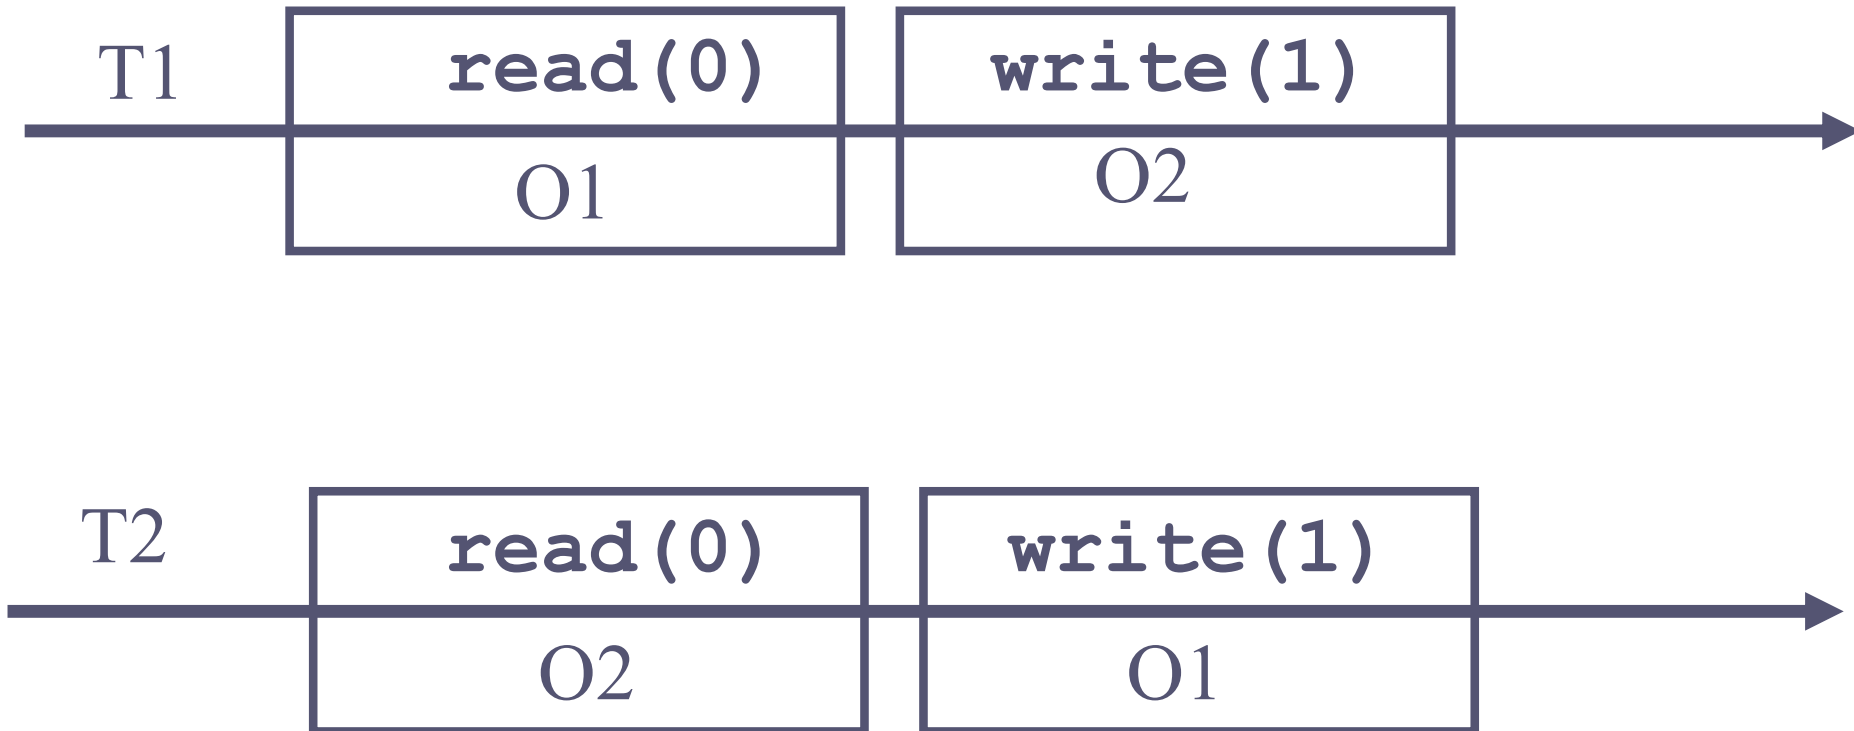 T1
read(0) write(1)
O1 O2
T2
read(0) write(1)
O2 O1